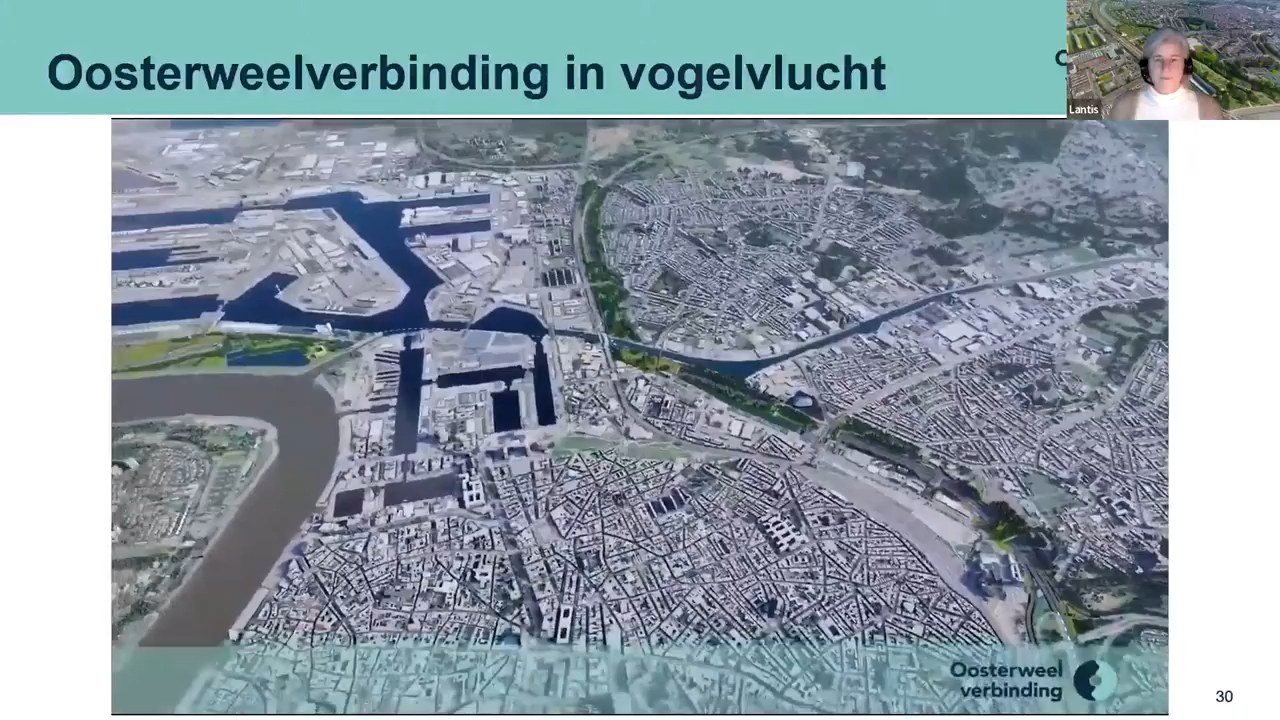 Oosterweelverbinding in vogelvlucht
Lantis
Oosterweel
verbinding
30